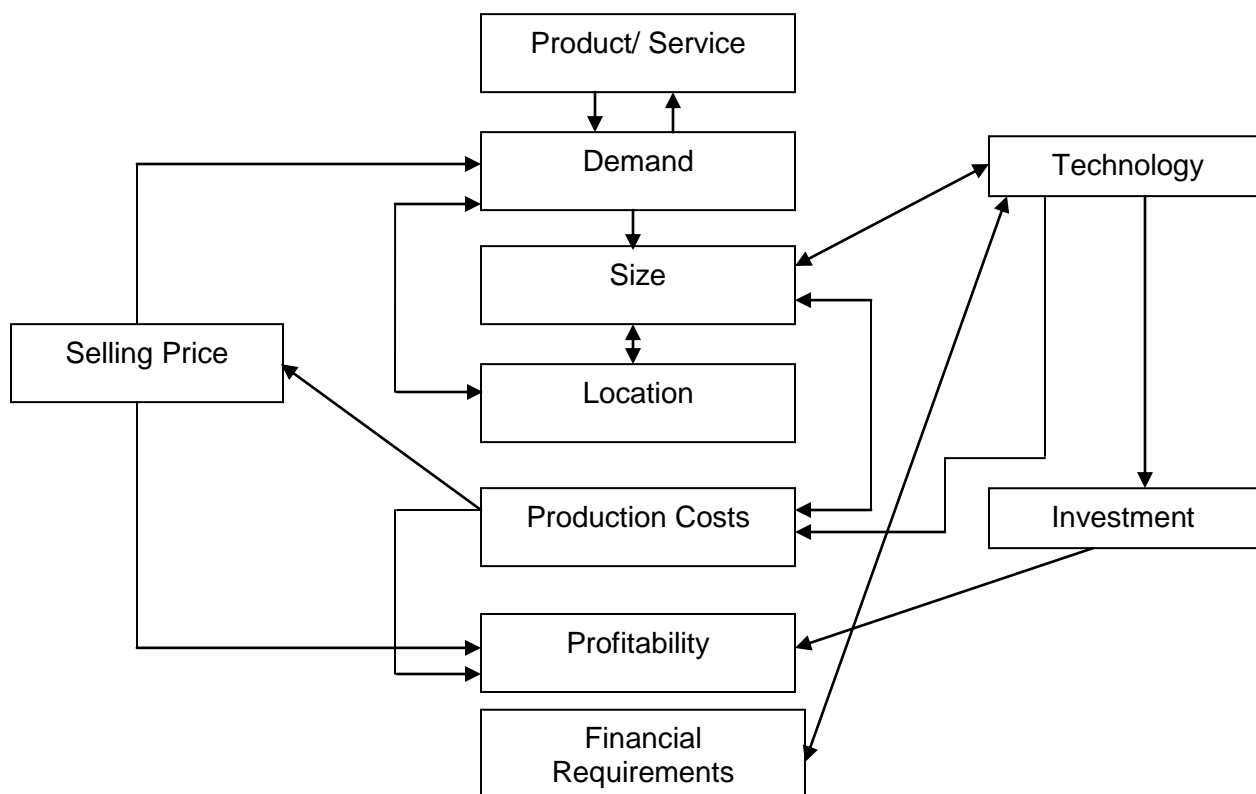 Product/ Service
Demand
Technology
Size
Selling Price
Location
Production Costs
Investment
Profitability
Financial
Requirements